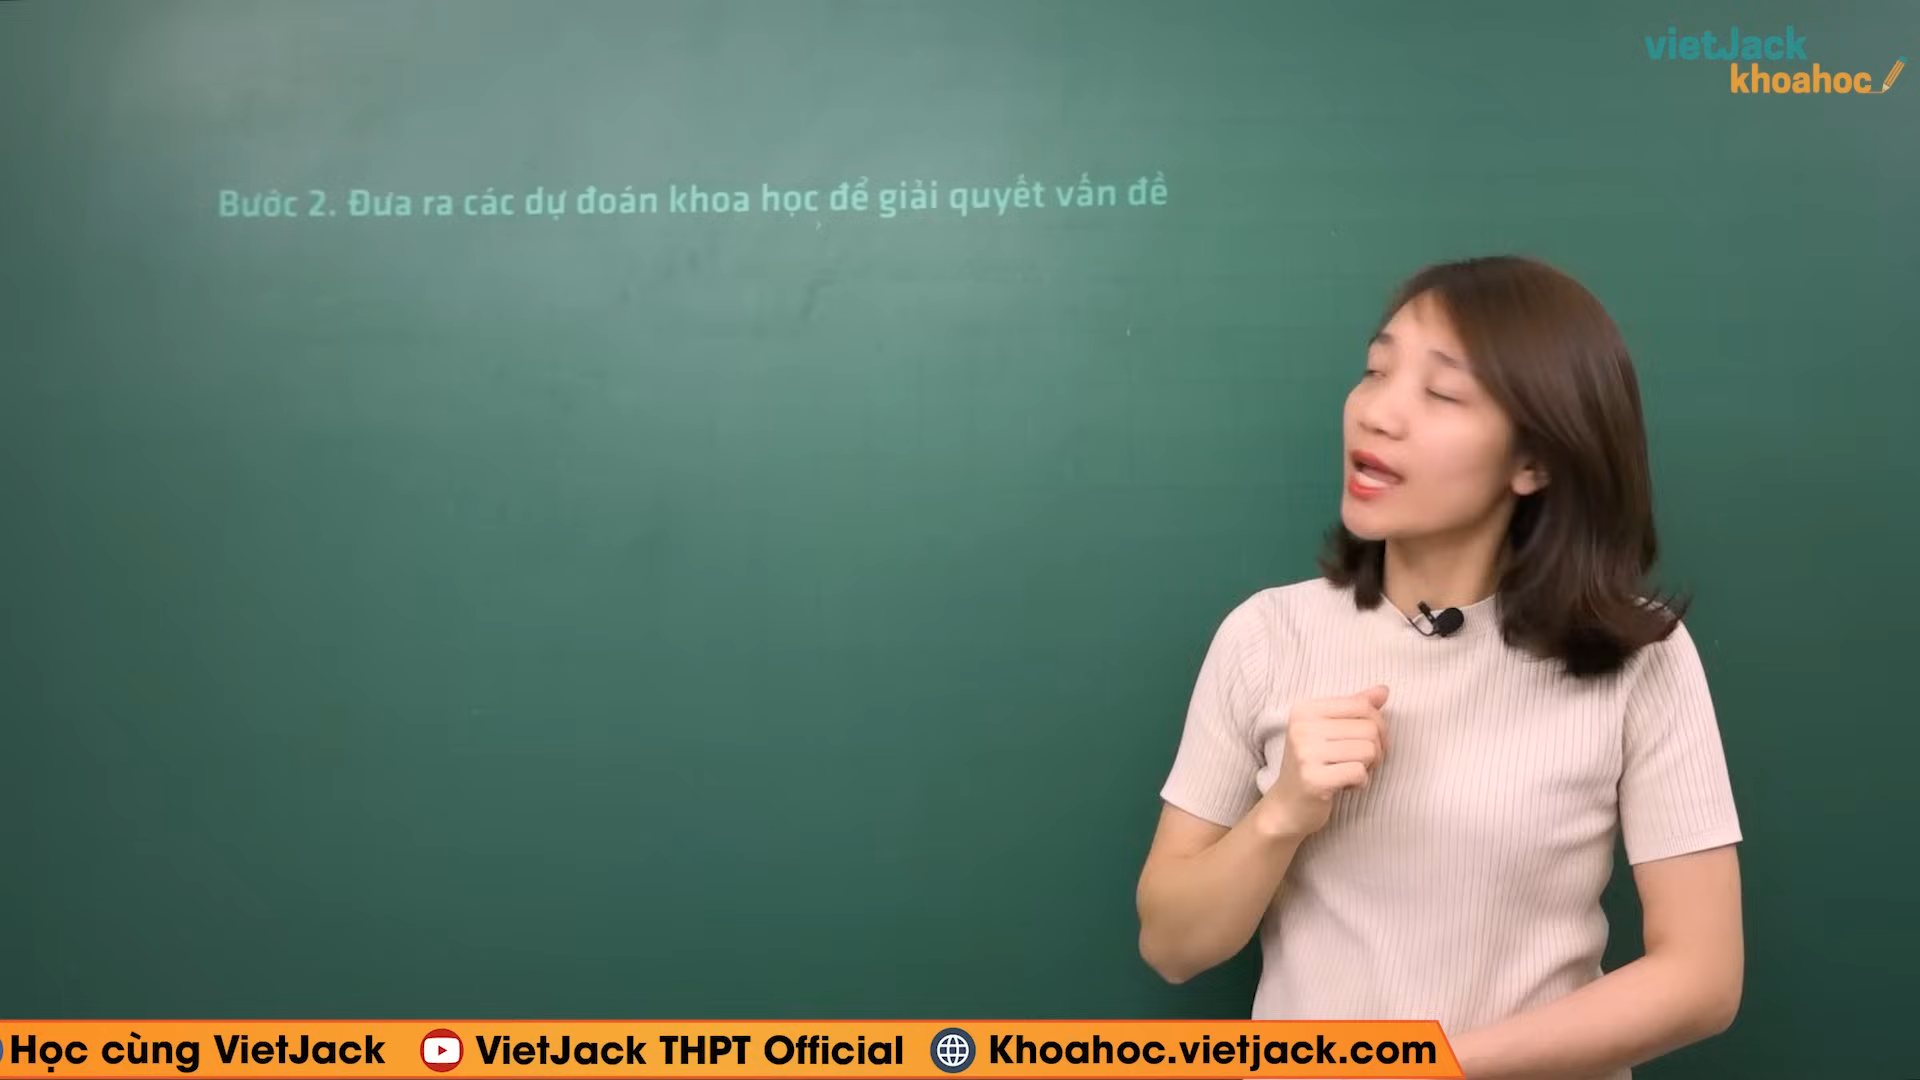 vietJack
khoahoc
Bước 2. Đưa ra các dự đoán khoa học để giải quyết vấn đề
Học cùng VietJack VietJack THPT Official Khoahoc.vietjack.com